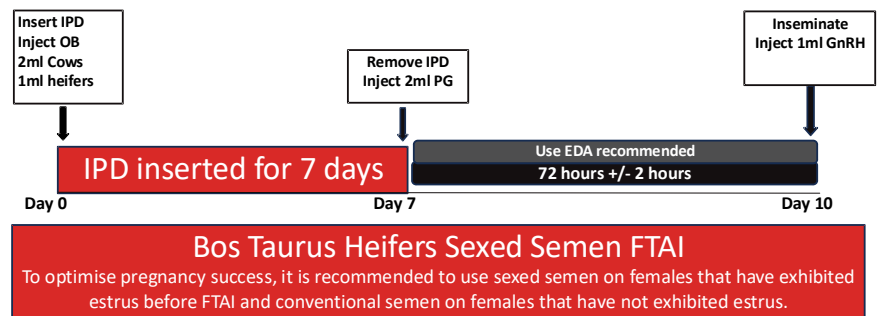 Insert IPD
Inject OB
2ml Cows
1ml heifers
Remove IPD
Inject 2ml PG
Inseminate
Inject 1ml GnRH
IPD inserted for 7 days
Use EDA recommended
72 hours +/- 2 hours
Day 0
Day 7
Day 10
Bos Taurus Heifers Sexed Semen FTAI
To optimise pregnancy success, it is recommended to use sexed semen on females that have exhibited
estrus before FTAI and conventional semen on females that have not exhibited estrus.